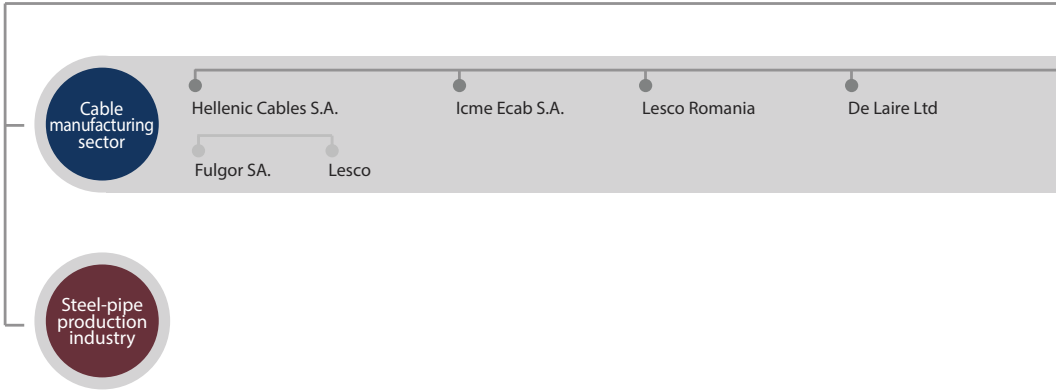 Cable
manufacturing
sector
Hellenic Cables S.A.
Icme Ecab S.A.
Lesco Romania
De Laire Ltd
Fulgor SA.
Lesco
Steel-pipe
production
industry